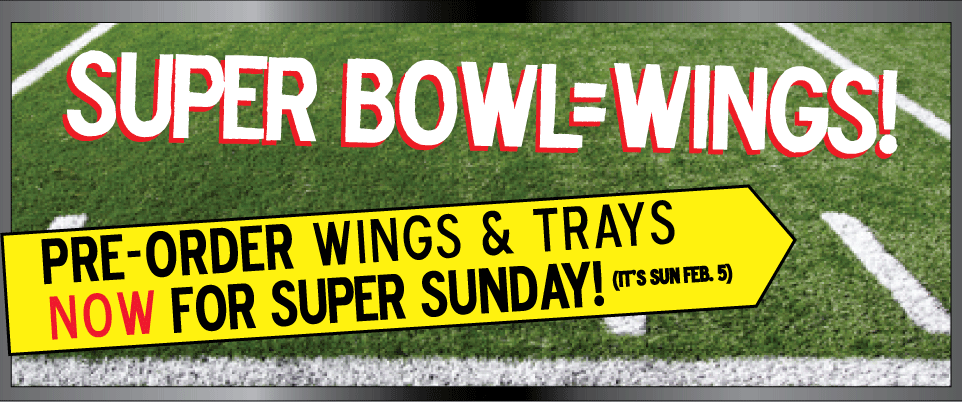 SUPER BOWL=WINGS!
PRE-ORDER WINGS & TRAYS
NOW FOR SUPER SUNDAY! (IT'S SUN FEB. 5)